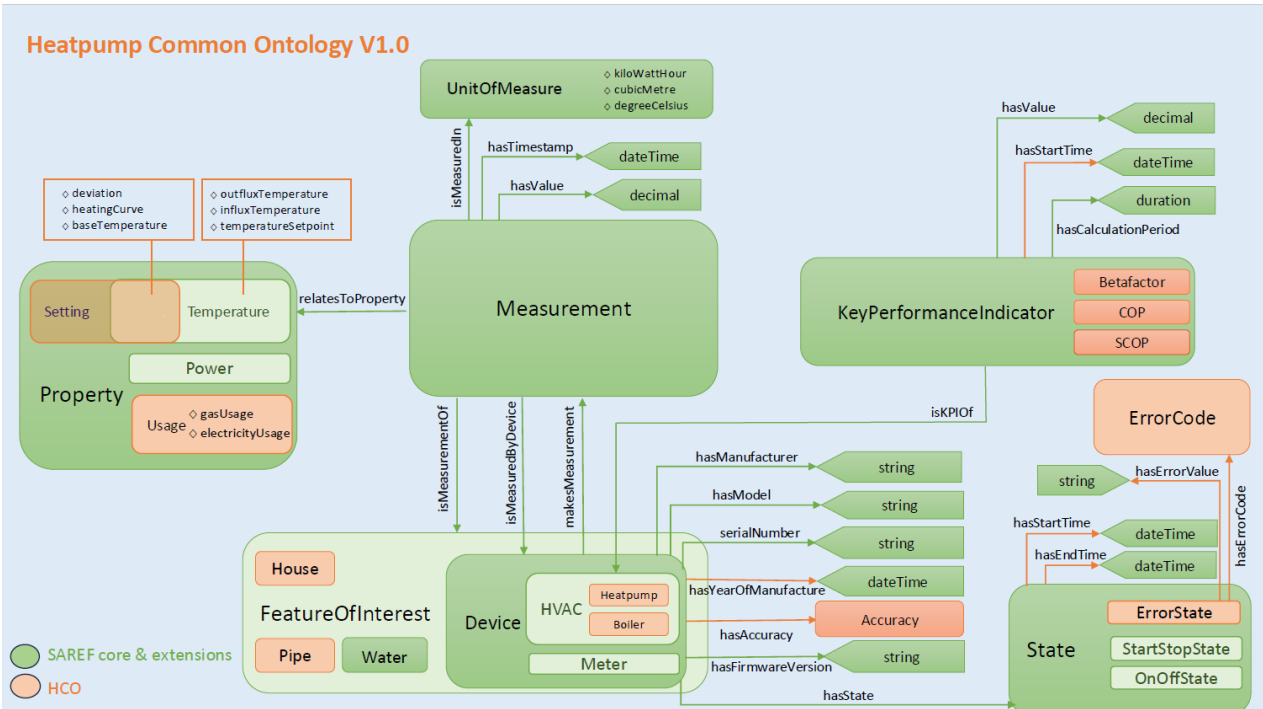 Heatpump Common Ontology V1.0
UnitOfMeasure
◇ kiloWattHour
◇ cubicMetre
◇ degreeCelsius
isMeasuredIn
hasTimestamp
dateTime
hasValue
decimal
hasValue
decimal
hasStartTime
dateTime
duration
hasCalculationPeriod
◇ deviation
◇ heatingCurve
◇ baseTemperature
◇ outfluxTemperature
◇ influxTemperature
◇ temperatureSetpoint
Setting
Temperature
Power
Property
Usage
◇ gasUsage
◇ electricityUsage
relatesToProperty
Measurement
KeyPerformanceIndicator
Betafactor
COP
SCOP
isKPIOf
isMeasurementOf
isMeasuredByDevice
makesMeasurement
ErrorCode
hasErrorValue
string
hasErrorCode
hasStartTime
dateTime
hasEndTime
dateTime
hasManufacturer
string
hasModel
string
serialNumber
string
hasYearOfManufacture
dateTime
hasAccuracy
Accuracy
hasFirmwareVersion
string
hasState
House
FeatureOfInterest
Pipe
Water
Device
HVAC
Heatpump
Boiler
Meter
State
ErrorState
StartStopState
OnOffState
SAREF core & extensions
HCO